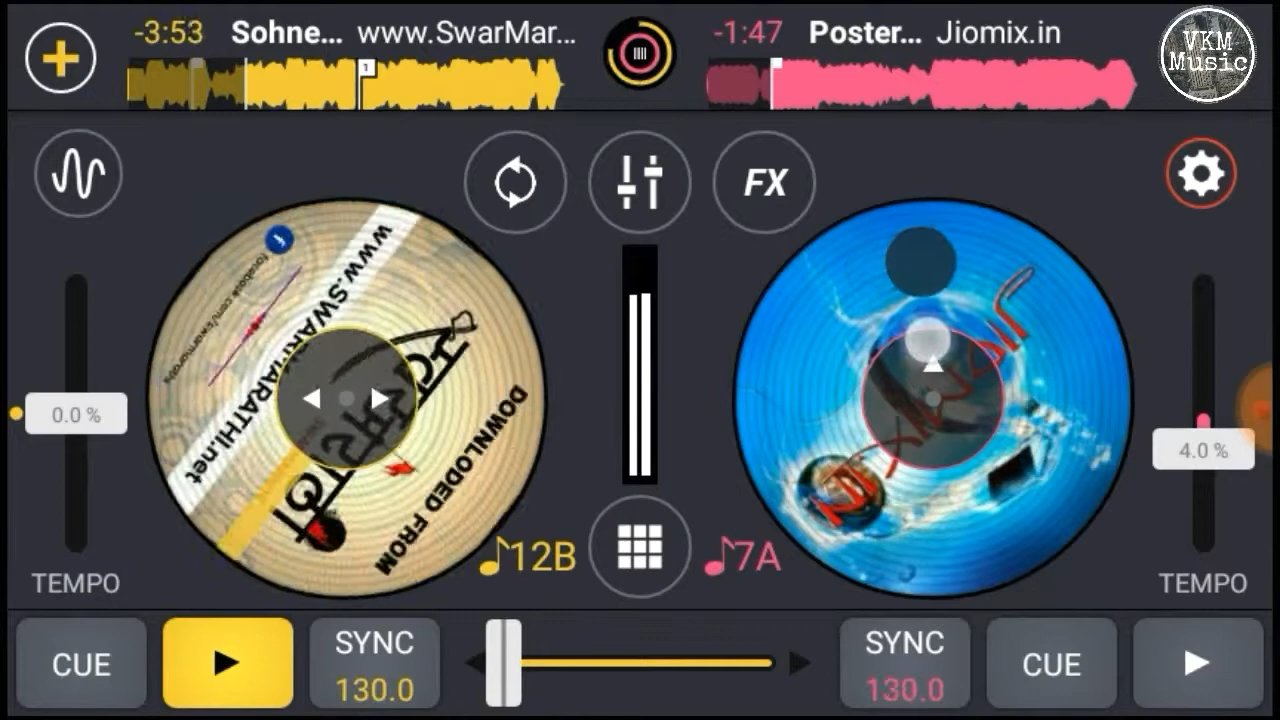 -3:53 Sohne... www.SwarMar...
-1:47 Poster... Jiomix.in
VKM
Music
1
FX
www.SWARMARATHI.net
DOWNLODED FROM
0.0 %
4.0 %
12B
7A
TEMPO
TEMPO
CUE
SYNC
130.0
SYNC
130.0
CUE